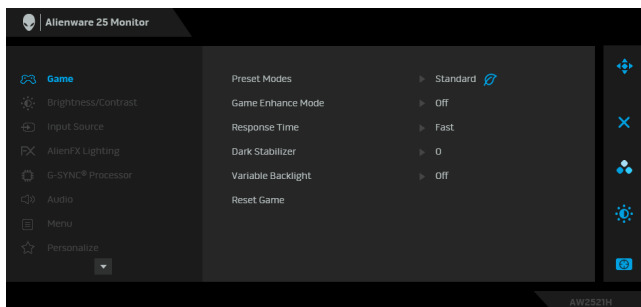 Alienware 25 Monitor
Game
Preset Modes Standard
Brightness/Contrast
Game Enhance Mode Off
Input Source
Response Time Fast
FX AlienFX Lighting
Dark Stabilizer 0
G-SYNC® Processor
Variable Backlight Off
Audio
Reset Game
Menu
Personalize
AW2521H